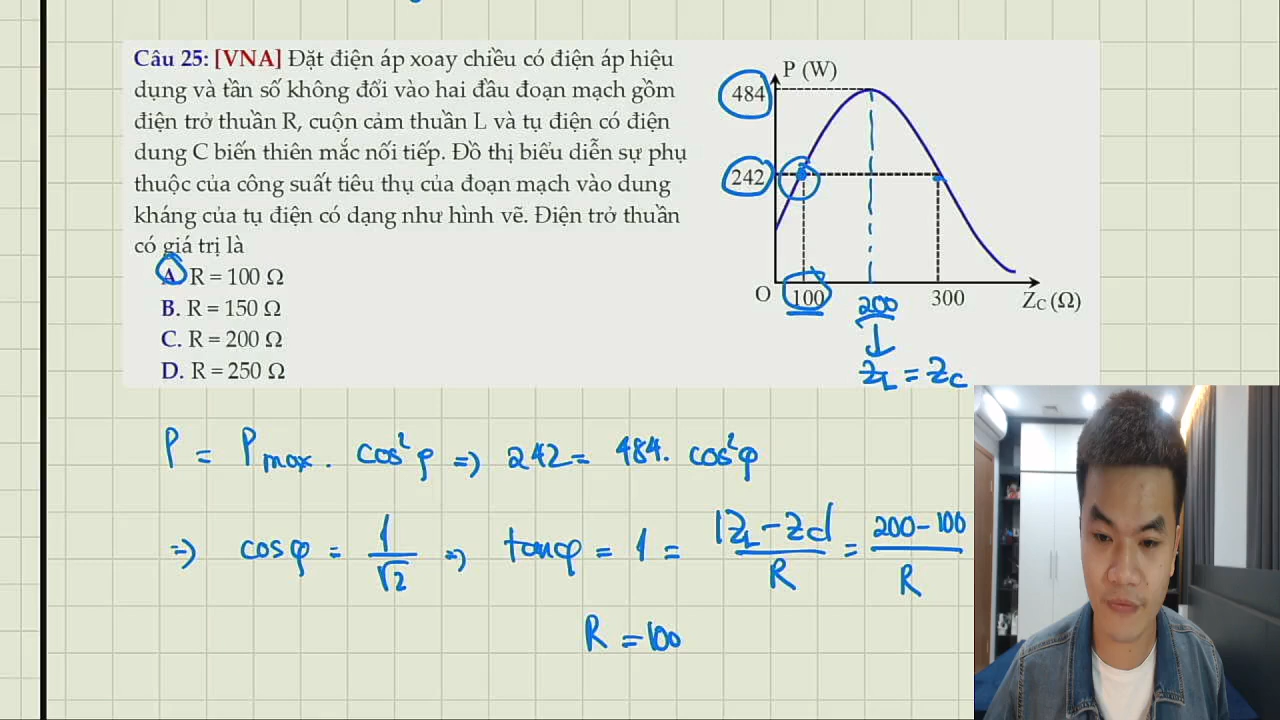 Câu 25: [VNA] Đặt điện áp xoay chiều có điện áp hiệu
dụng và tần số không đổi vào hai đầu đoạn mạch gồm
điện trở thuần R, cuộn cảm thuần L và tụ điện có điện
dung C biến thiên mắc nối tiếp. Đồ thị biểu diễn sự phụ
thuộc của công suất tiêu thụ của đoạn mạch vào dung
kháng của tụ điện có dạng như hình vẽ. Điện trở thuần
có giá trị là
A. R = 100 Ω
B. R = 150 Ω
C. R = 200 Ω
D. R = 250 Ω
P (W)
484
242
O 100 200 300 Zc (Ω)
ZL = Zc
P = Pmax . cos²φ => 242 = 484. cos²φ
=> cosφ = 1/√2 => tanφ = 1 = |ZL - Zc|/R = 200 - 100/R
R = 100